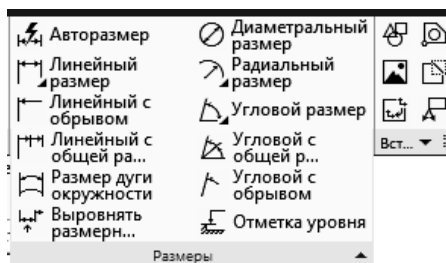 Авторазмер
Линейный
размер
Линейный с
обрывом
Линейный с
общей ра...
Размер дуги
окружности
Выровнять
размерн...
Диаметральный
размер
Радиальный
размер
Угловой размер
Угловой с
общей р...
Угловой с
обрывом
Отметка уровня
Размеры
Вст...